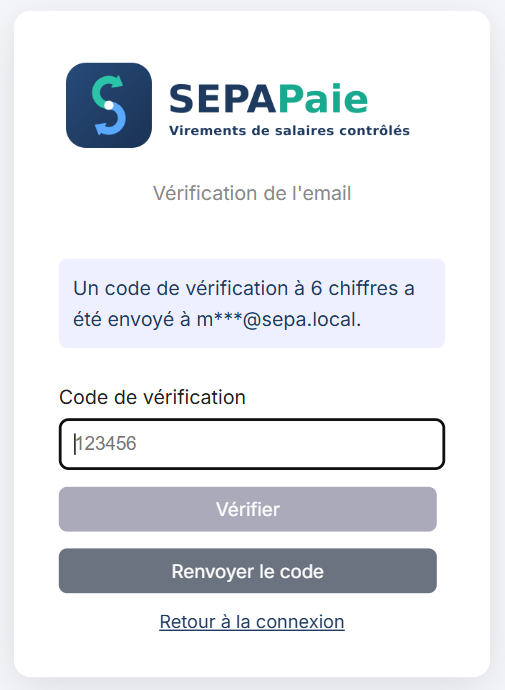 SEPAPaie
Virements de salaires contrôlés
Vérification de l'email
Un code de vérification à 6 chiffres a
été envoyé à m***@sepa.local.
Code de vérification
123456
Vérifier
Renvoyer le code
Retour à la connexion